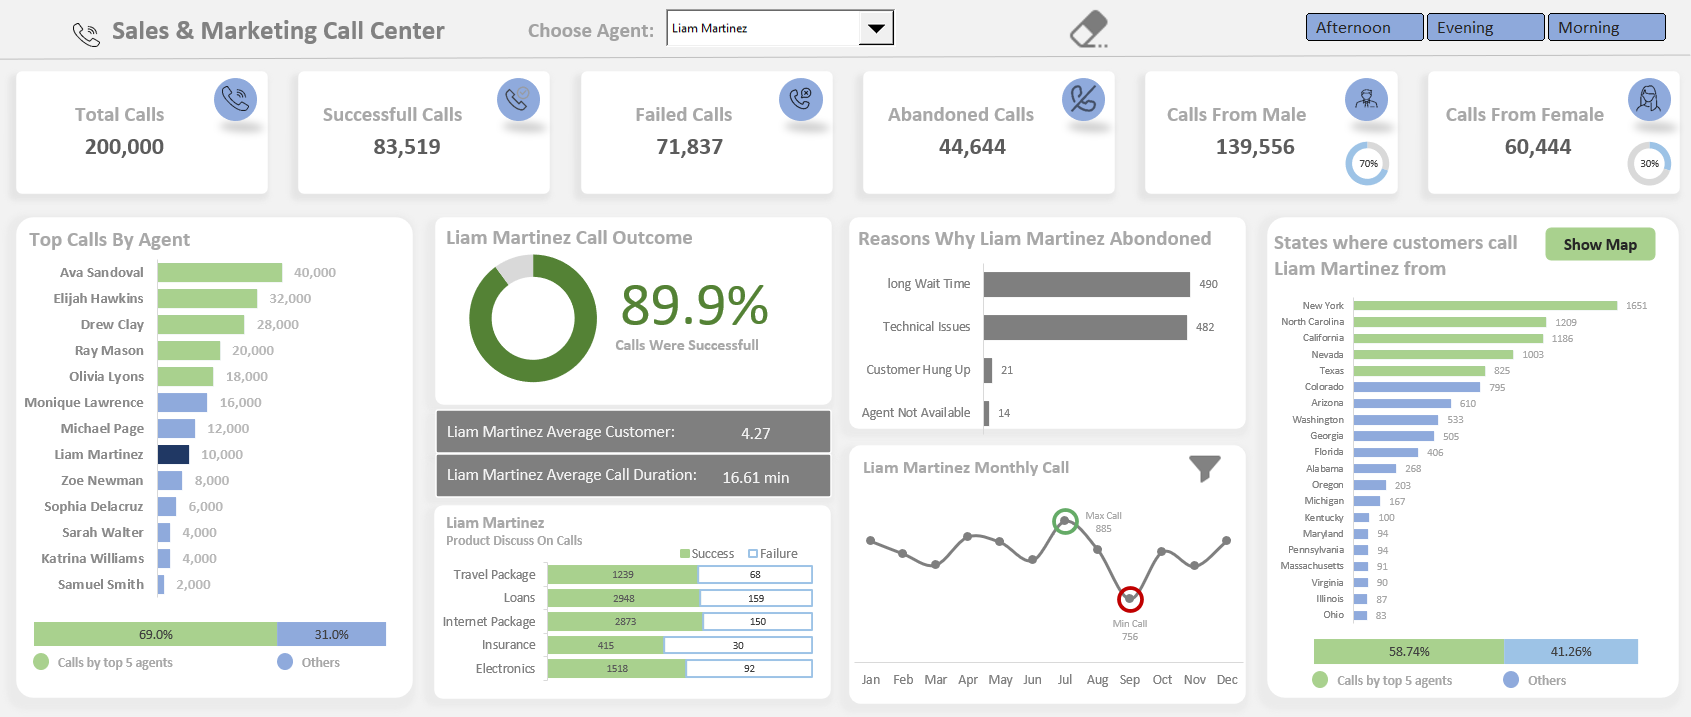 Sales & Marketing Call Center
Choose Agent:
Liam Martinez
Afternoon
Evening
Morning
Total Calls
200,000
Successfull Calls
83,519
Failed Calls
71,837
Abandoned Calls
44,644
Calls From Male
139,556
70%
Calls From Female
60,444
30%
Top Calls By Agent
Ava Sandoval 40,000
Elijah Hawkins 32,000
Drew Clay 28,000
Ray Mason 20,000
Olivia Lyons 18,000
Monique Lawrence 16,000
Michael Page 12,000
Liam Martinez 10,000
Zoe Newman 8,000
Sophia Delacruz 6,000
Sarah Walter 4,000
Katrina Williams 4,000
Samuel Smith 2,000
69.0% 31.0%
Calls by top 5 agents Others
Liam Martinez Call Outcome
89.9%
Calls Were Successfull
Liam Martinez Average Customer: 4.27
Liam Martinez Average Call Duration: 16.61 min
Liam Martinez
Product Discuss On Calls
Success Failure
Travel Package 1239 68
Loans 2948 159
Internet Package 2873 150
Insurance 415 30
Electronics 1518 92
Reasons Why Liam Martinez Abondoned
long Wait Time 490
Technical Issues 482
Customer Hung Up 21
Agent Not Available 14
Liam Martinez Monthly Call
Max Call
885
Min Call
756
Jan Feb Mar Apr May Jun Jul Aug Sep Oct Nov Dec
States where customers call
Liam Martinez from
Show Map
New York 1651
North Carolina 1209
California 1186
Nevada 1003
Texas 825
Colorado 795
Arizona 610
Washington 533
Georgia 505
Florida 406
Alabama 268
Oregon 203
Michigan 167
Kentucky 100
Maryland 94
Pennsylvania 94
Massachusetts 91
Virginia 90
Illinois 87
Ohio 83
58.74% 41.26%
Calls by top 5 agents Others